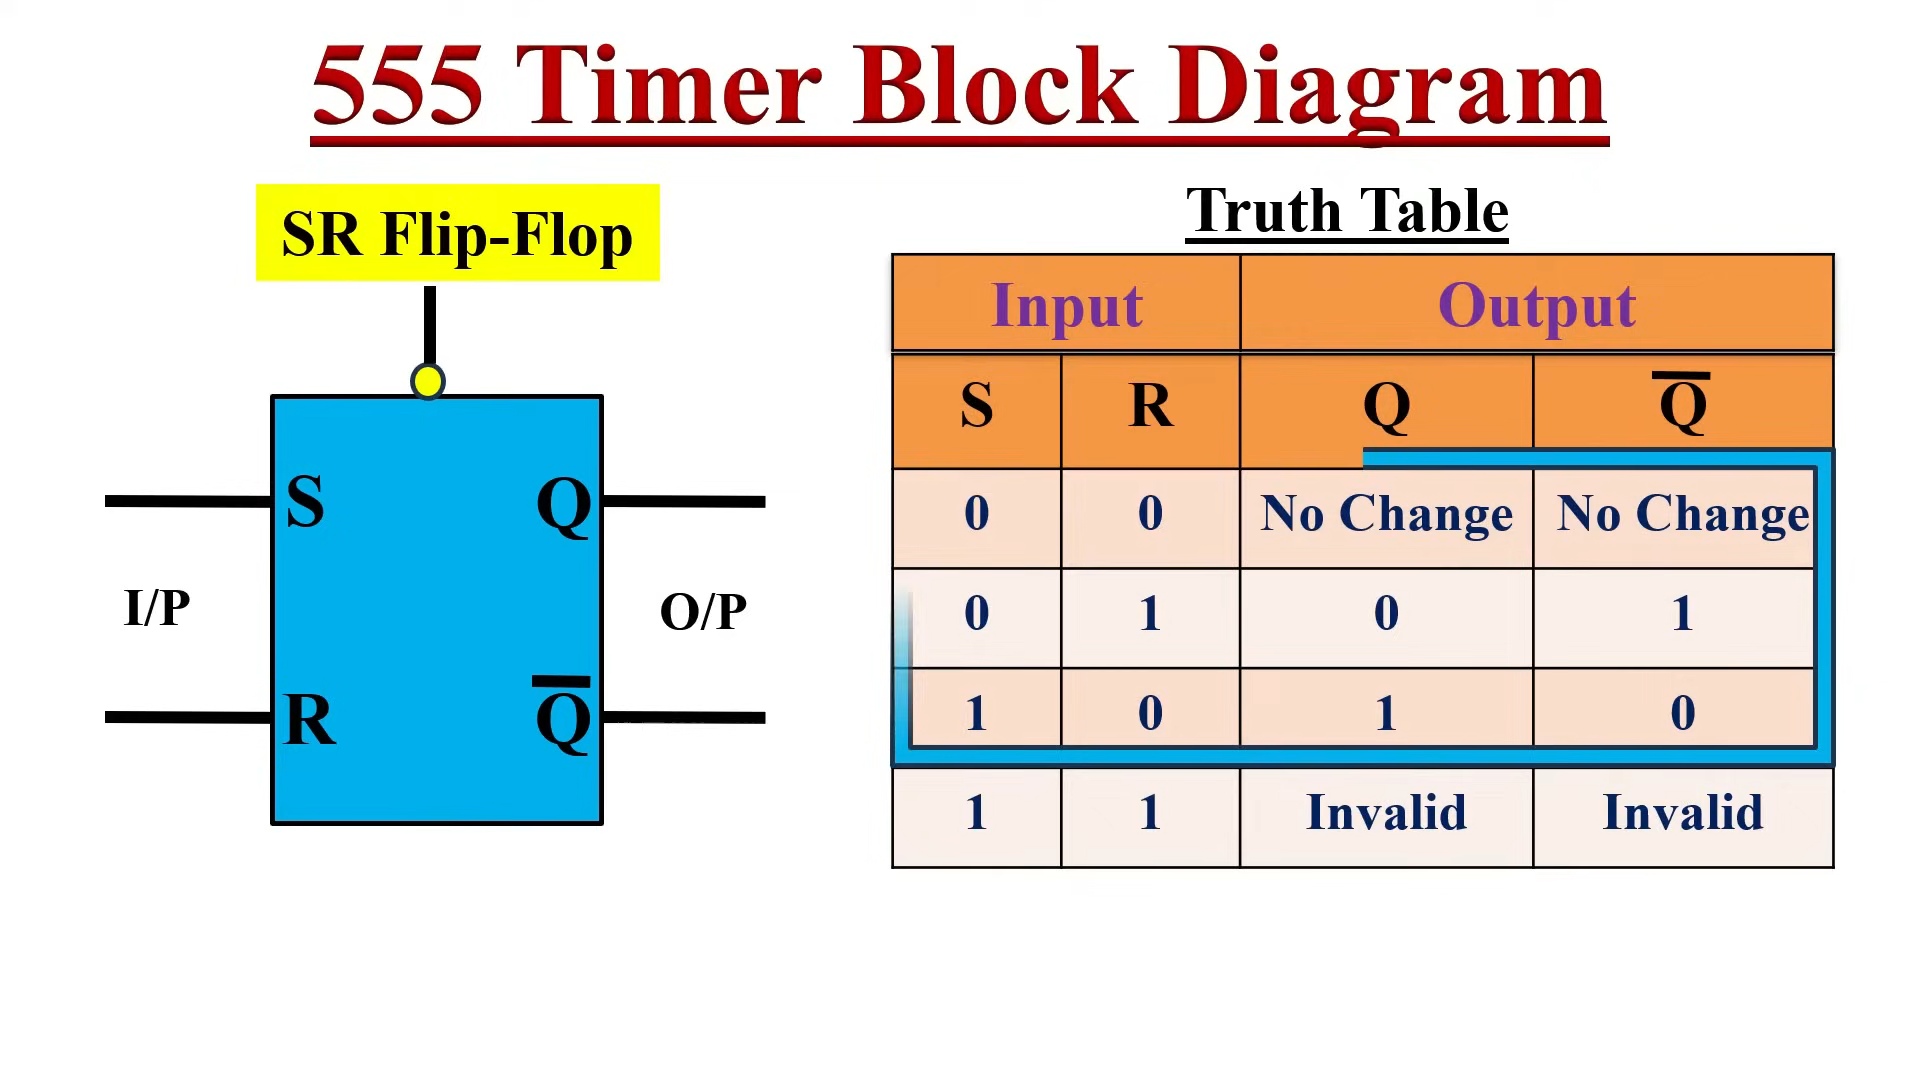 555 Timer Block Diagram
SR Flip-Flop
S Q
I/P O/P
R Q̅
Truth Table
Input Output
S R Q Q̅
0 0 No Change No Change
0 1 0 1
1 0 1 0
1 1 Invalid Invalid